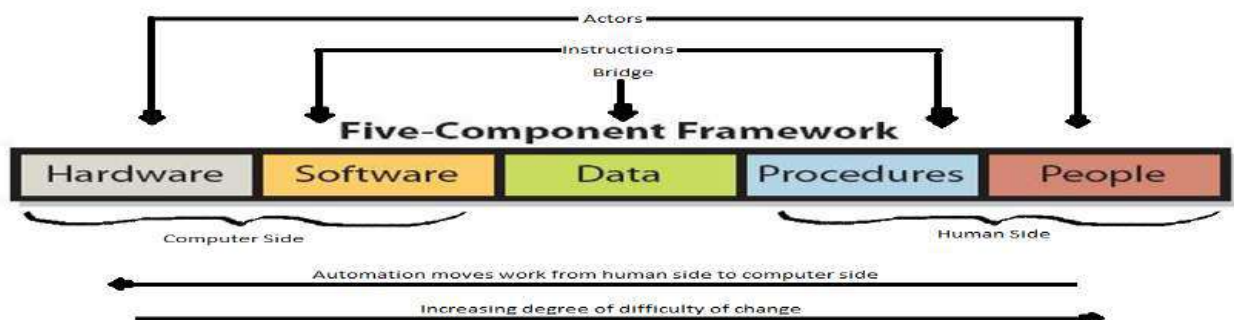 Actors
Instructions
Bridge
Five-Component Framework
Hardware Software Data Procedures People
Computer Side Human Side
Automation moves work from human side to computer side
Increasing degree of difficulty of change